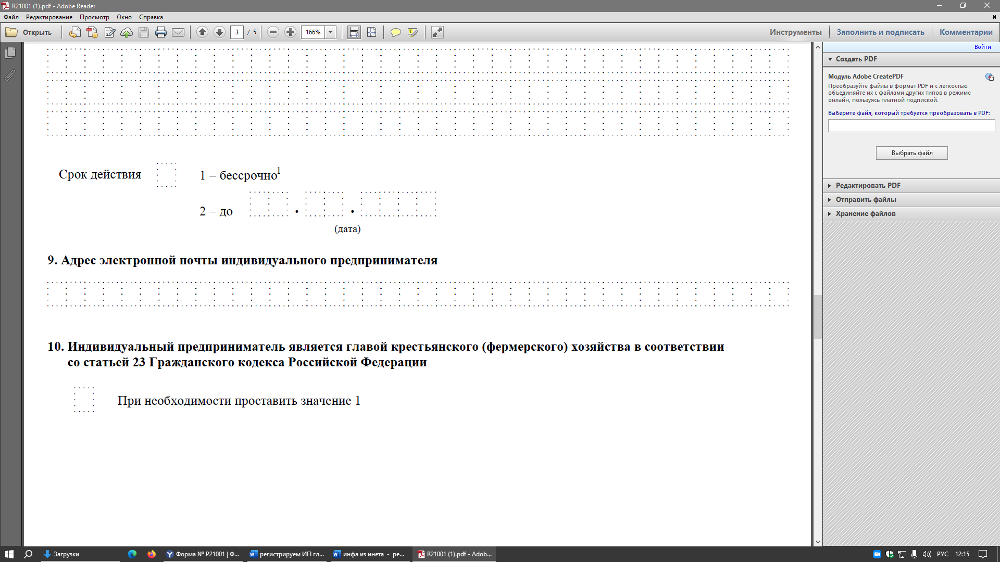 R21001 (1).pdf - Adobe Reader
Файл Редактирование Просмотр Окно Справка
Открыть 3 / 5 166% Инструменты Заполнить и подписать Комментарии
Войти
Создать PDF
Модуль Adobe CreatePDF
Преобразуйте файлы в формат PDF и с легкостью
объединяйте их с файлами других типов в режиме
онлайн, пользуясь платной подпиской.
Выберите файл, который требуется преобразовать в PDF:
Выбрать файл
Редактировать PDF
Отправить файлы
Хранение файлов
Срок действия 1 – бессрочно1
2 – до . .
(дата)
9. Адрес электронной почты индивидуального предпринимателя
10. Индивидуальный предприниматель является главой крестьянского (фермерского) хозяйства в соответствии
со статьей 23 Гражданского кодекса Российской Федерации
При необходимости проставить значение 1
Загрузки Форма № Р21001 | Ф... регистрируем ИП гл... инфа из инета - ре... R21001 (1).pdf - Adob... РУС 12:15